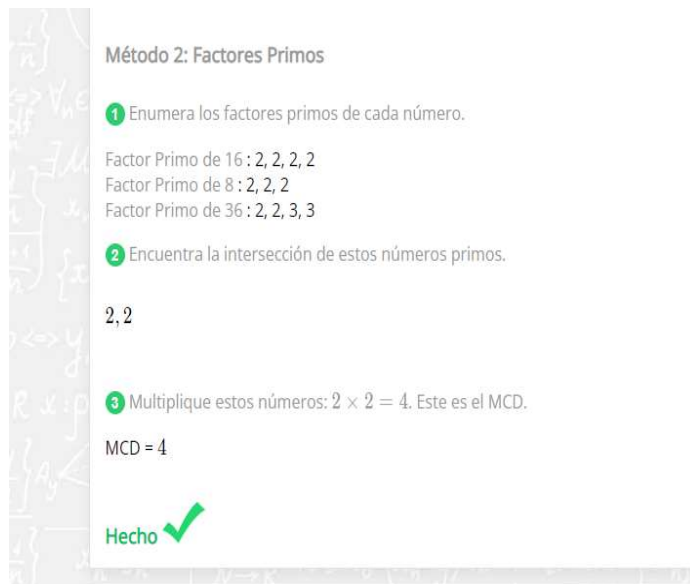 Método 2: Factores Primos
1 Enumera los factores primos de cada número.
Factor Primo de 16 : 2, 2, 2, 2
Factor Primo de 8 : 2, 2, 2
Factor Primo de 36 : 2, 2, 3, 3
2 Encuentra la intersección de estos números primos.
2, 2
3 Multiplique estos números: 2 × 2 = 4. Este es el MCD.
MCD = 4
Hecho